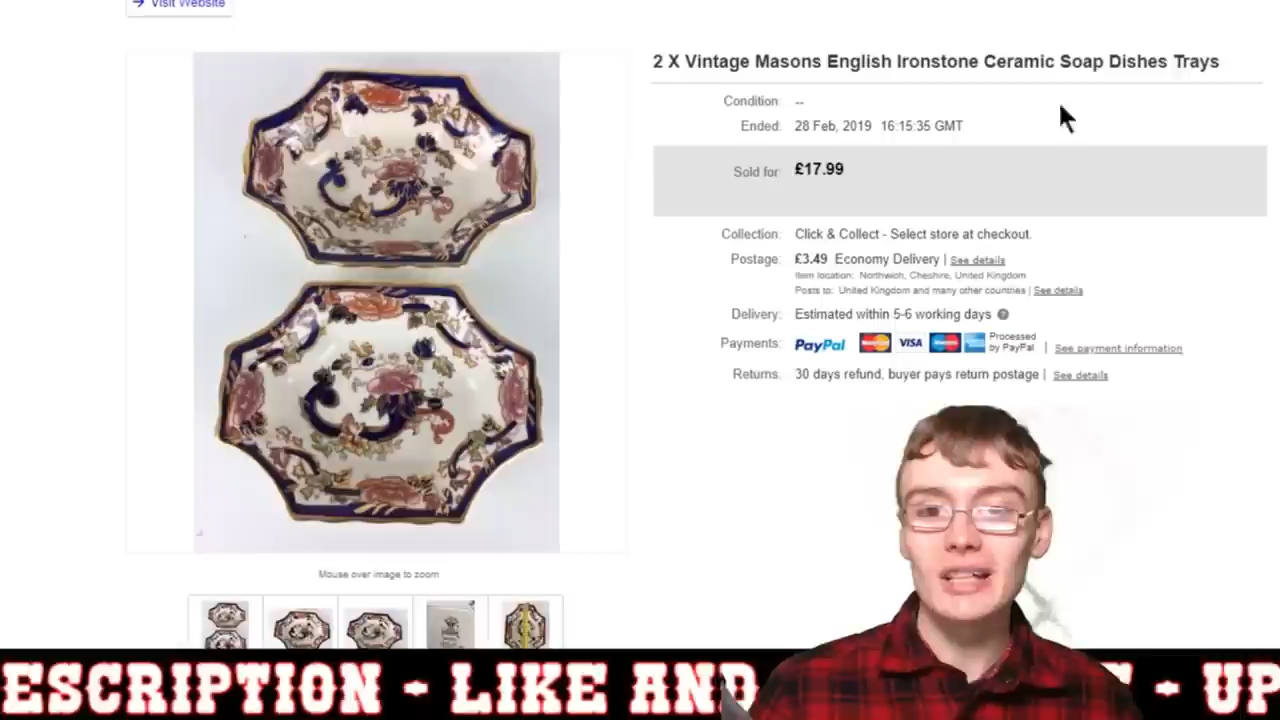 Visit Website
2 X Vintage Masons English Ironstone Ceramic Soap Dishes Trays
Condition: --
Ended: 28 Feb, 2019 16:15:35 GMT
Sold for: £17.99
Collection: Click & Collect - Select store at checkout.
Postage: £3.49 Economy Delivery | See details
Item location: Northwich, Cheshire, United Kingdom
Posts to: United Kingdom and many other countries | See details
Delivery: Estimated within 5-6 working days
Payments: PayPal MasterCard VISA Maestro Processed by PayPal | See payment information
Returns: 30 days refund, buyer pays return postage | See details
Mouse over image to zoom
ESCRIPTION - LIKE AND - UP